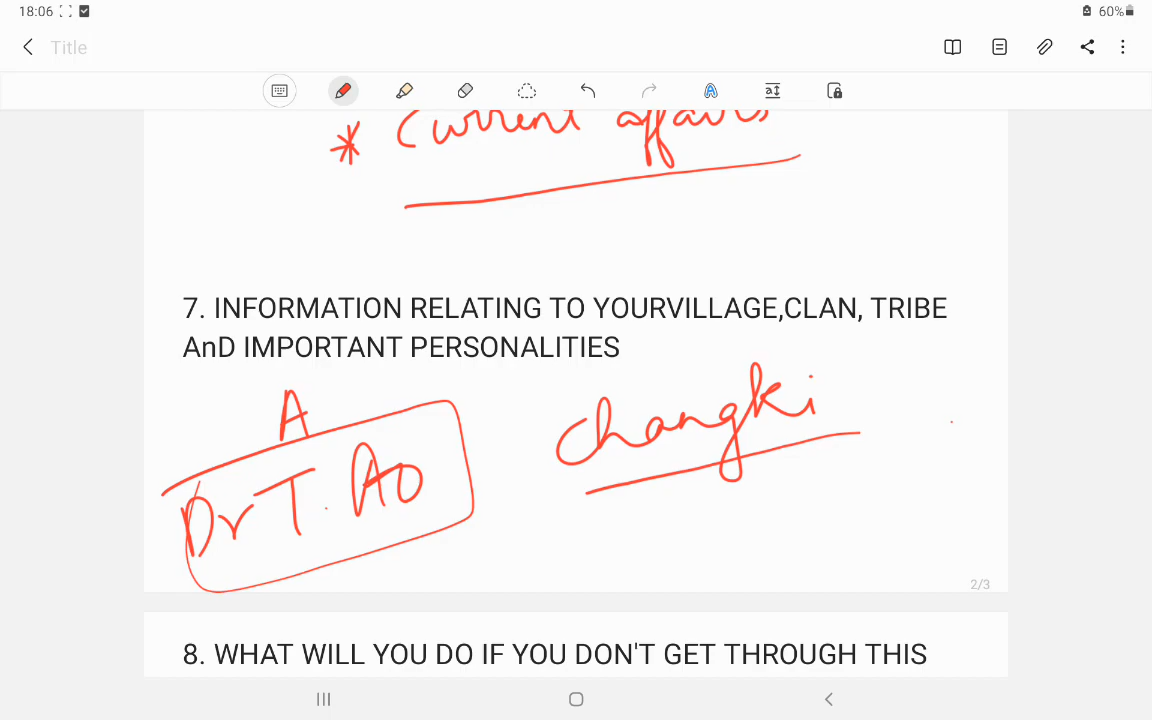 18:06
60%
Title
* Current affairs
7. INFORMATION RELATING TO YOURVILLAGE,CLAN, TRIBE
AnD IMPORTANT PERSONALITIES
A
Changki
Dr T. Ao
2/3
8. WHAT WILL YOU DO IF YOU DON'T GET THROUGH THIS